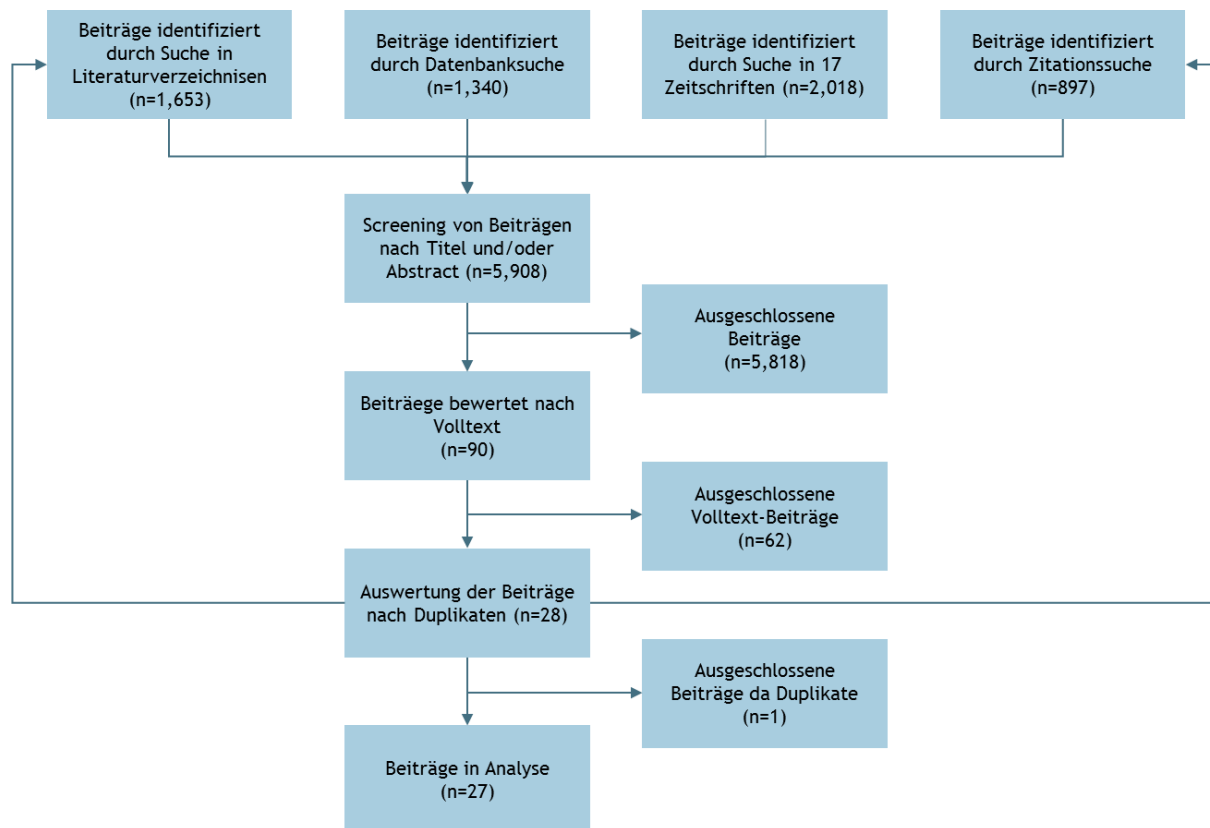 Beiträge identifiziert
durch Suche in
Literaturverzeichnisen
(n=1,653)
Beiträge identifiziert
durch Datenbanksuche
(n=1,340)
Beiträge identifiziert
durch Suche in 17
Zeitschriften (n=2,018)
Beiträge identifiziert
durch Zitationssuche
(n=897)
Screening von Beiträgen
nach Titel und/oder
Abstract (n=5,908)
Ausgeschlossene
Beiträge
(n=5,818)
Beiträege bewertet nach
Volltext
(n=90)
Ausgeschlossene
Volltext-Beiträge
(n=62)
Auswertung der Beiträge
nach Duplikaten (n=28)
Ausgeschlossene
Beiträge da Duplikate
(n=1)
Beiträge in Analyse
(n=27)